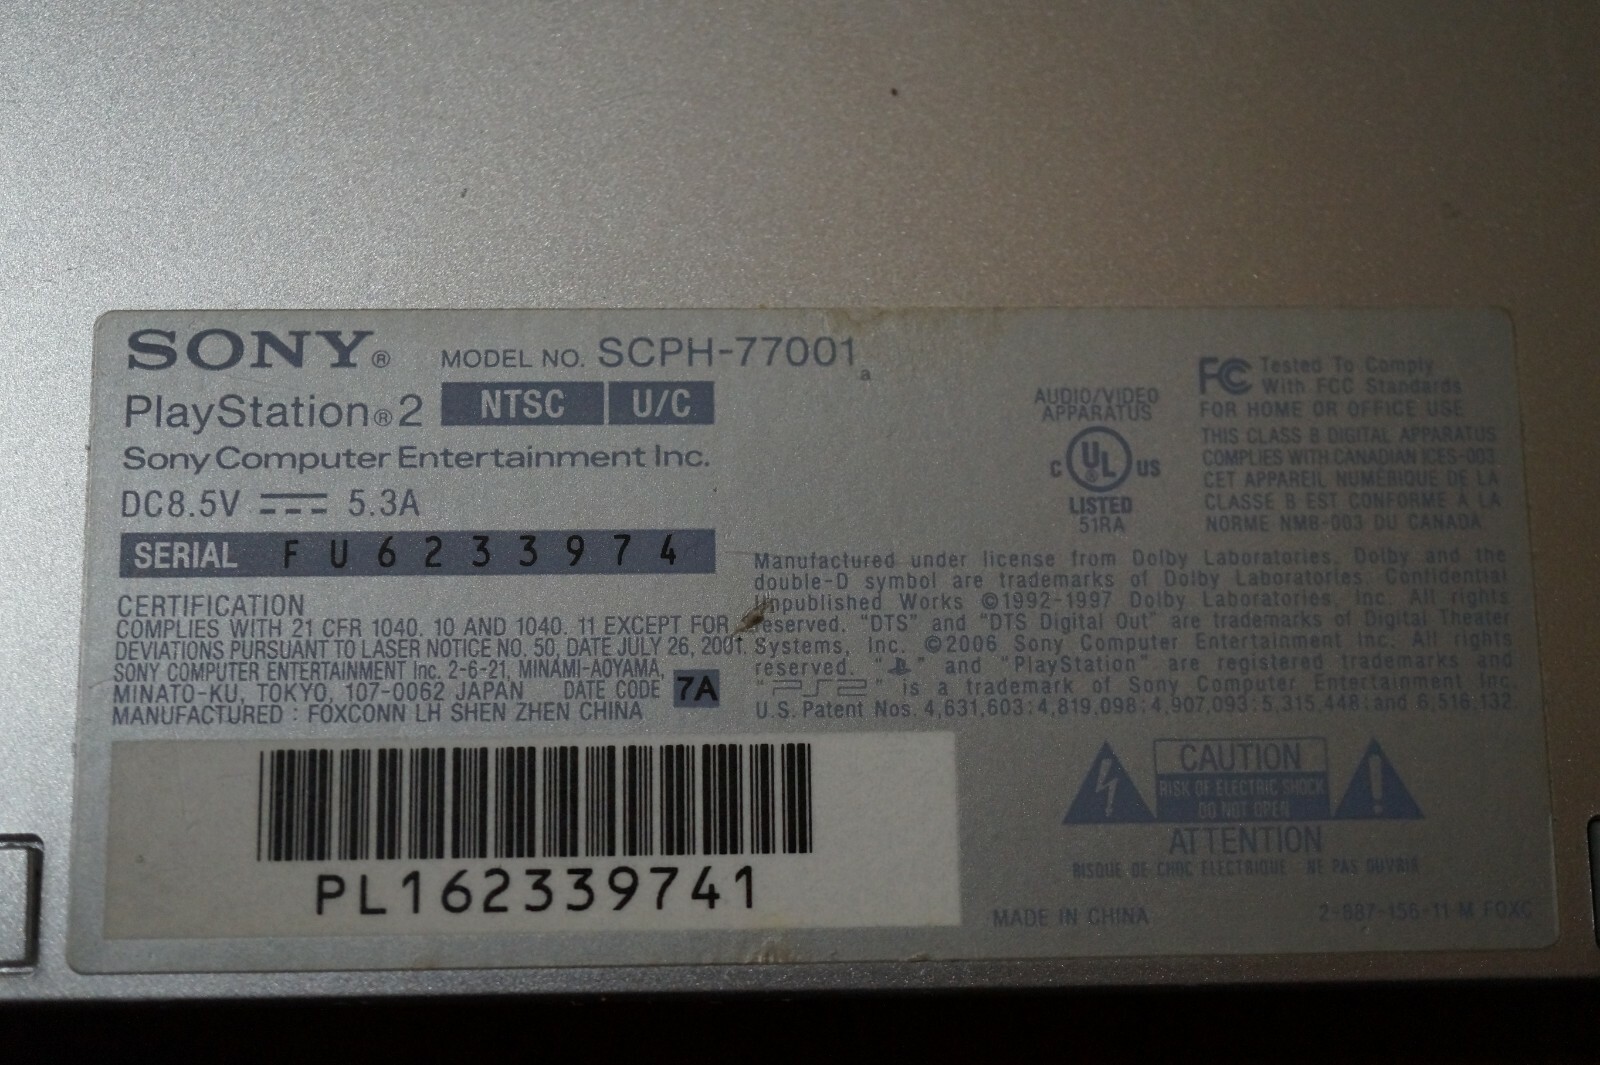 SONY® MODEL NO. SCPH-77001 a
PlayStation®2 NTSC U/C
Sony Computer Entertainment Inc.
DC8.5V 5.3A
SERIAL FU6233974
CERTIFICATION
COMPLIES WITH 21 CFR 1040. 10 AND 1040. 11 EXCEPT FOR
DEVIATIONS PURSUANT TO LASER NOTICE NO. 50, DATE JULY 26, 2001.
SONY COMPUTER ENTERTAINMENT Inc. 2-6-21, MINAMI-AOYAMA,
MINATO-KU, TOKYO, 107-0062 JAPAN DATE CODE 7A
MANUFACTURED : FOXCONN LH SHEN ZHEN CHINA
PL162339741
AUDIO/VIDEO
APPARATUS
C UL® US
LISTED
51RA
FC Tested To Comply
With FCC Standards
FOR HOME OR OFFICE USE
THIS CLASS B DIGITAL APPARATUS
COMPLIES WITH CANADIAN ICES-003
CET APPAREIL NUMÉRIQUE DE LA
CLASSE B EST CONFORME À LA
NORME NMB-003 DU CANADA
Manufactured under license from Dolby Laboratories. Dolby and the
double-D symbol are trademarks of Dolby Laboratories. Confidential
Unpublished Works ©1992-1997 Dolby Laboratories, Inc. All rights
reserved. "DTS" and "DTS Digital Out" are trademarks of Digital Theater
Systems, Inc. ©2006 Sony Computer Entertainment Inc. All rights
reserved. " " and "PlayStation" are registered trademarks and
"PS2" is a trademark of Sony Computer Entertainment Inc.
U.S. Patent Nos. 4,631,603:4,819,098:4,907,093:5,315,448:and 6,516,132.
CAUTION
RISK OF ELECTRIC SHOCK
DO NOT OPEN
ATTENTION
RISQUE DE CHOC ELECTRIQUE NE PAS OUVRIR
MADE IN CHINA
2-887-156-11 M FOXC